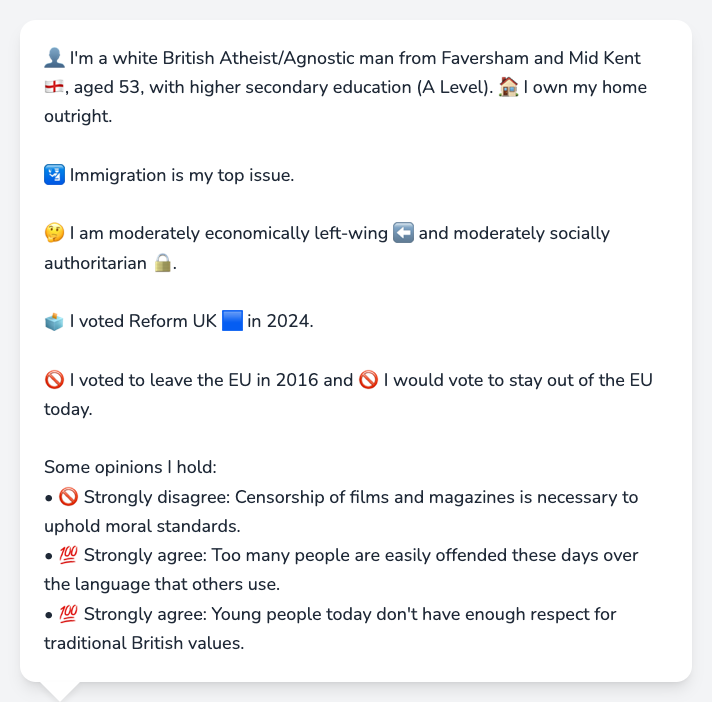 👤 I'm a white British Atheist/Agnostic man from Faversham and Mid Kent
🏴󠁧󠁢󠁥󠁮󠁧󠁿, aged 53, with higher secondary education (A Level). 🏠 I own my home
outright.
🛂 Immigration is my top issue.
🤔 I am moderately economically left-wing ⬅️ and moderately socially
authoritarian 🔒.
🗳️ I voted Reform UK 🟦 in 2024.
🚫 I voted to leave the EU in 2016 and 🚫 I would vote to stay out of the EU
today.
Some opinions I hold:
• 🚫 Strongly disagree: Censorship of films and magazines is necessary to
uphold moral standards.
• 💯 Strongly agree: Too many people are easily offended these days over
the language that others use.
• 💯 Strongly agree: Young people today don't have enough respect for
traditional British values.